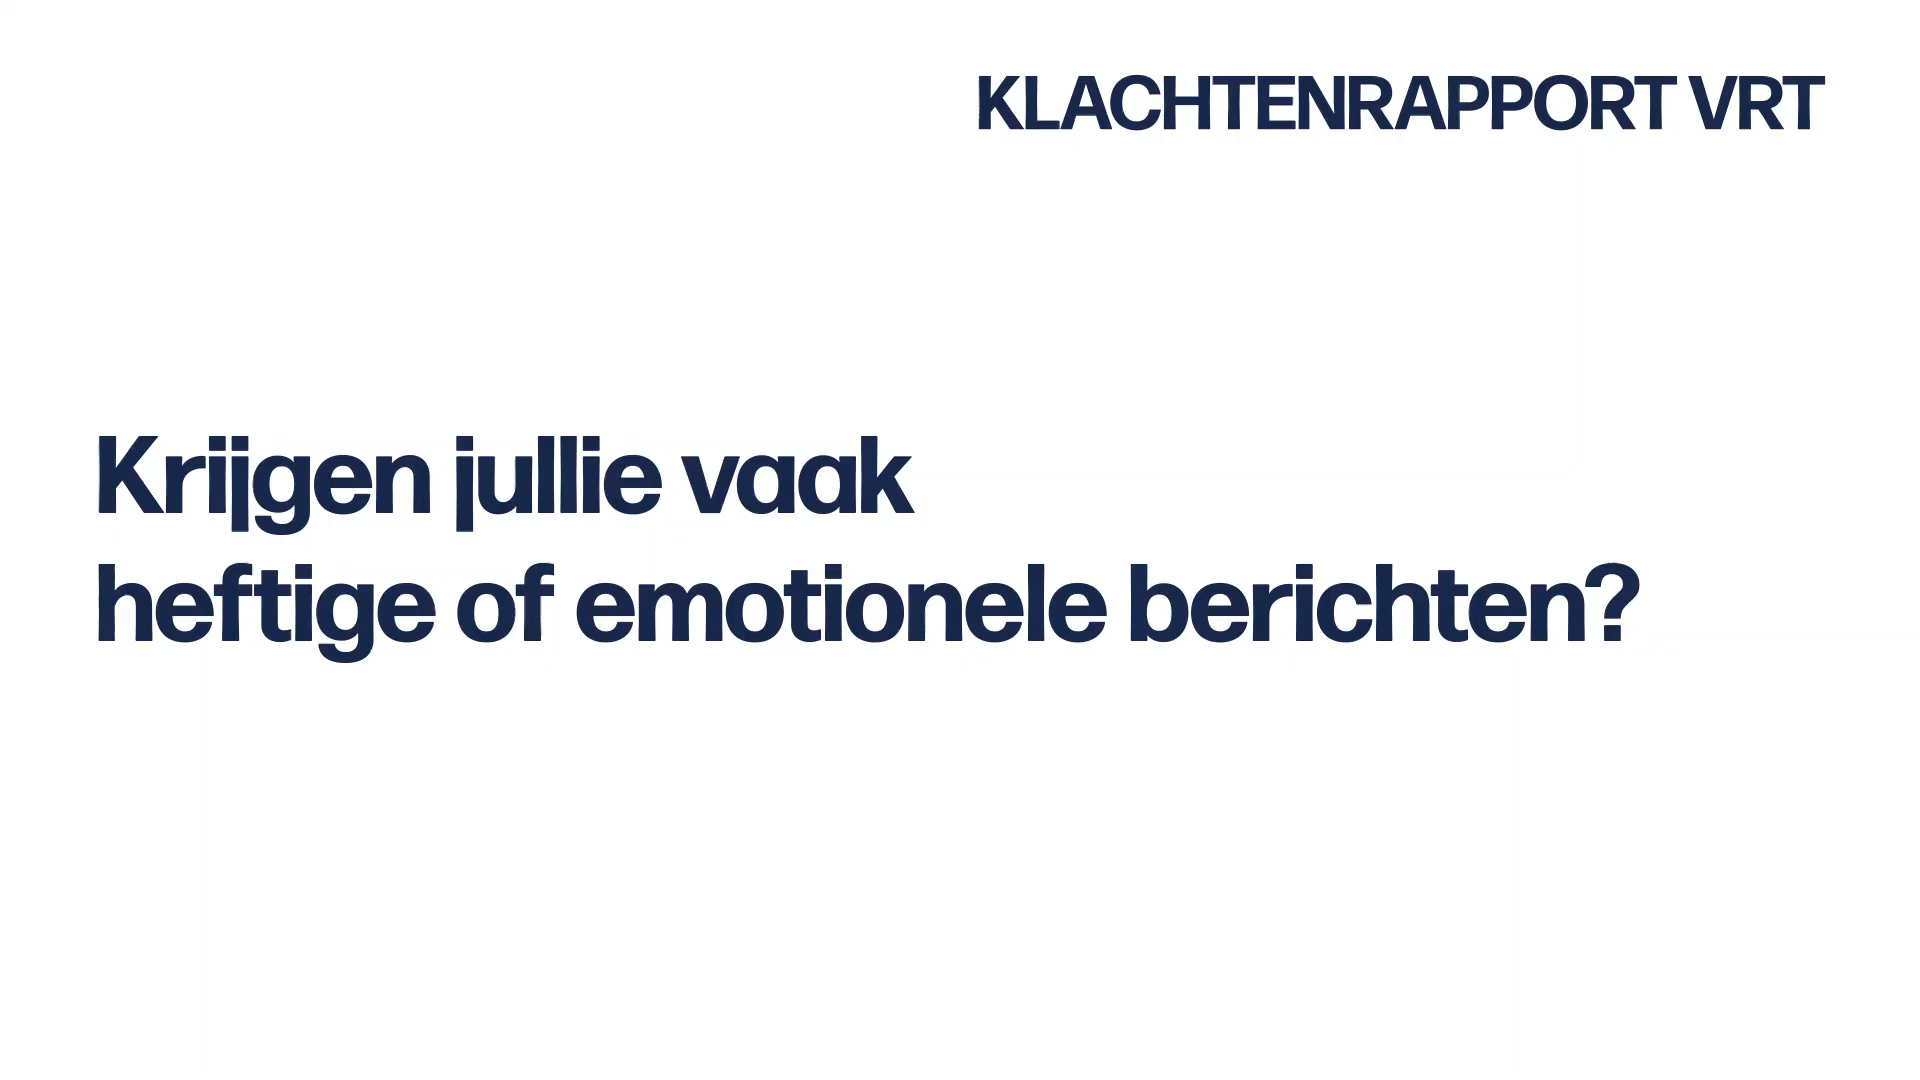 KLACHTENRAPPORT VRT
Krijgen jullie vaak
heftige of emotionele berichten?